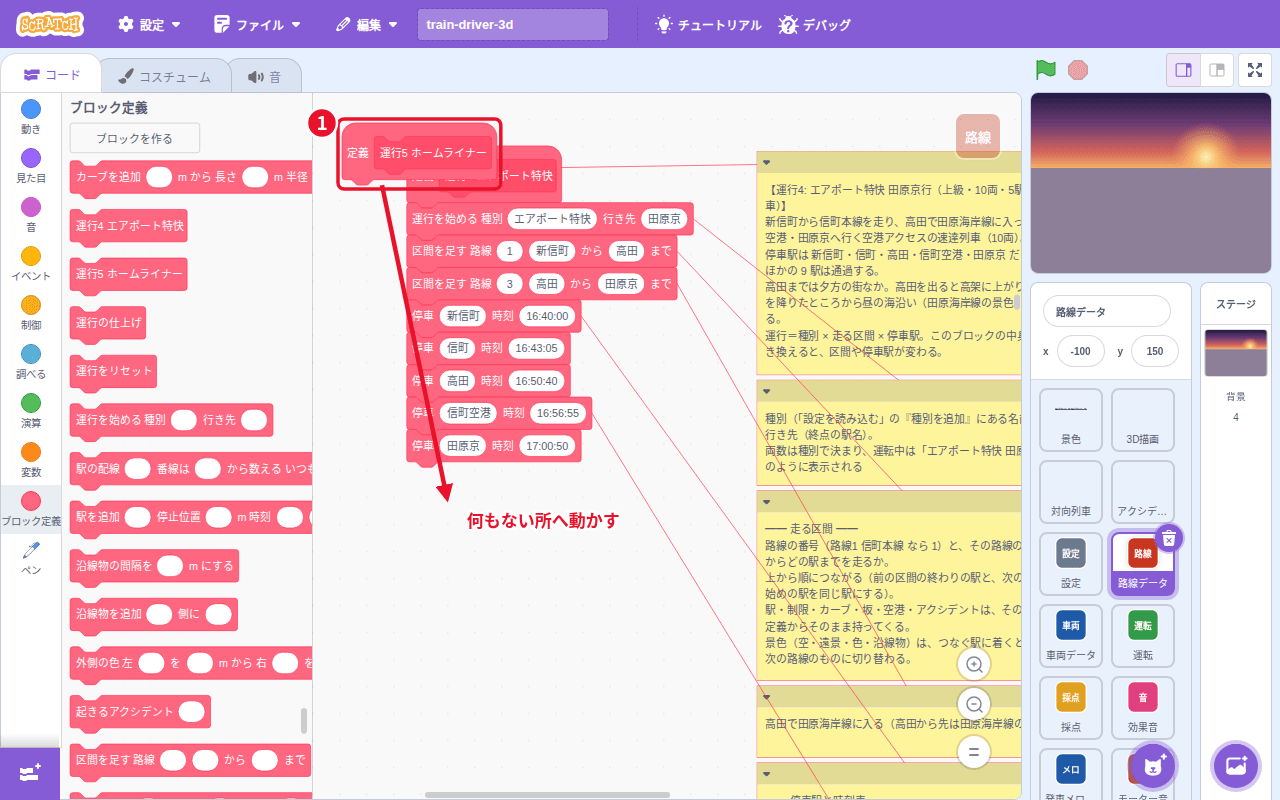 SCRATCH
設定
ファイル
編集
train-driver-3d
チュートリアル
デバッグ
コード
コスチューム
音
動き
見た目
音
イベント
制御
調べる
演算
変数
ブロック定義
ペン
ブロック定義
ブロックを作る
カーブを追加 mから 長さ m 半径
運行4 エアポート特快
運行5 ホームライナー
運行の仕上げ
運行をリセット
運行を始める 種別 行き先
駅の配線 番線は から数える
駅を追加 停止位置 m 時刻
沿線物の間隔を m にする
沿線物を追加 側に
外側の色 左 を mから 右
起きるアクシデント
区間を足す 路線 から まで
1
定義 運行5 ホームライナー
ポート特快
運行を始める 種別 エアポート特快 行き先 田原京
区間を足す 路線 1 新信町 から 高田 まで
区間を足す 路線 3 高田 から 田原京 まで
停車 新信町 時刻 16:40:00
停車 信町 時刻 16:43:05
停車 高田 時刻 16:50:40
停車 信町空港 時刻 16:56:55
停車 田原京 時刻 17:00:50
何もない所へ動かす
路線
【運行4: エアポート特快 田原京行（上級・10両・5駅
車）】
新信町から信町本線を走り、高田で田原海岸線に入っ
空港・田原京へ行く空港アクセスの速達列車（10両）
停車駅は 新信町・信町・高田・信町空港・田原京 だ
ほかの 9 駅は通過する。
高田までは夕方の街なか。高田を出ると高架に上がり
を降りたところから昼の海沿い（田原海岸線の景色
る。
運行＝種別 × 走る区間 × 停車駅。このブロックの中身
き換えると、区間や停車駅が変わる。
種別（「設定を読み込む」の『種別を追加』にある名前
行き先（終点の駅名）。
両数は種別で決まり、運転中は「エアポート特快 田原
のように表示される
━━ 走る区間 ━━
路線の番号（路線1 信町本線 なら 1）と、その路線の
からどの駅までを走るか。
上から順につながる（前の区間の終わりの駅と、次の
始めの駅を同じ駅にする）。
駅・制限・カーブ・坂・空港・アクシデントは、その
定義からそのまま持ってくる。
景色（空・遠景・色・沿線物）は、つなぐ駅に着くと
次の路線のものに切り替わる。
高田で田原海岸線に入る（高田から先は田原海岸線の
路線データ
x -100 y 150
ステージ
背景
4
景色
3D描画
対向列車
アクシデ...
設定
設定
路線
路線データ
車両
車両データ
運転
運転
採点
採点
音
効果音
メロ
発車メロ...
モーター音